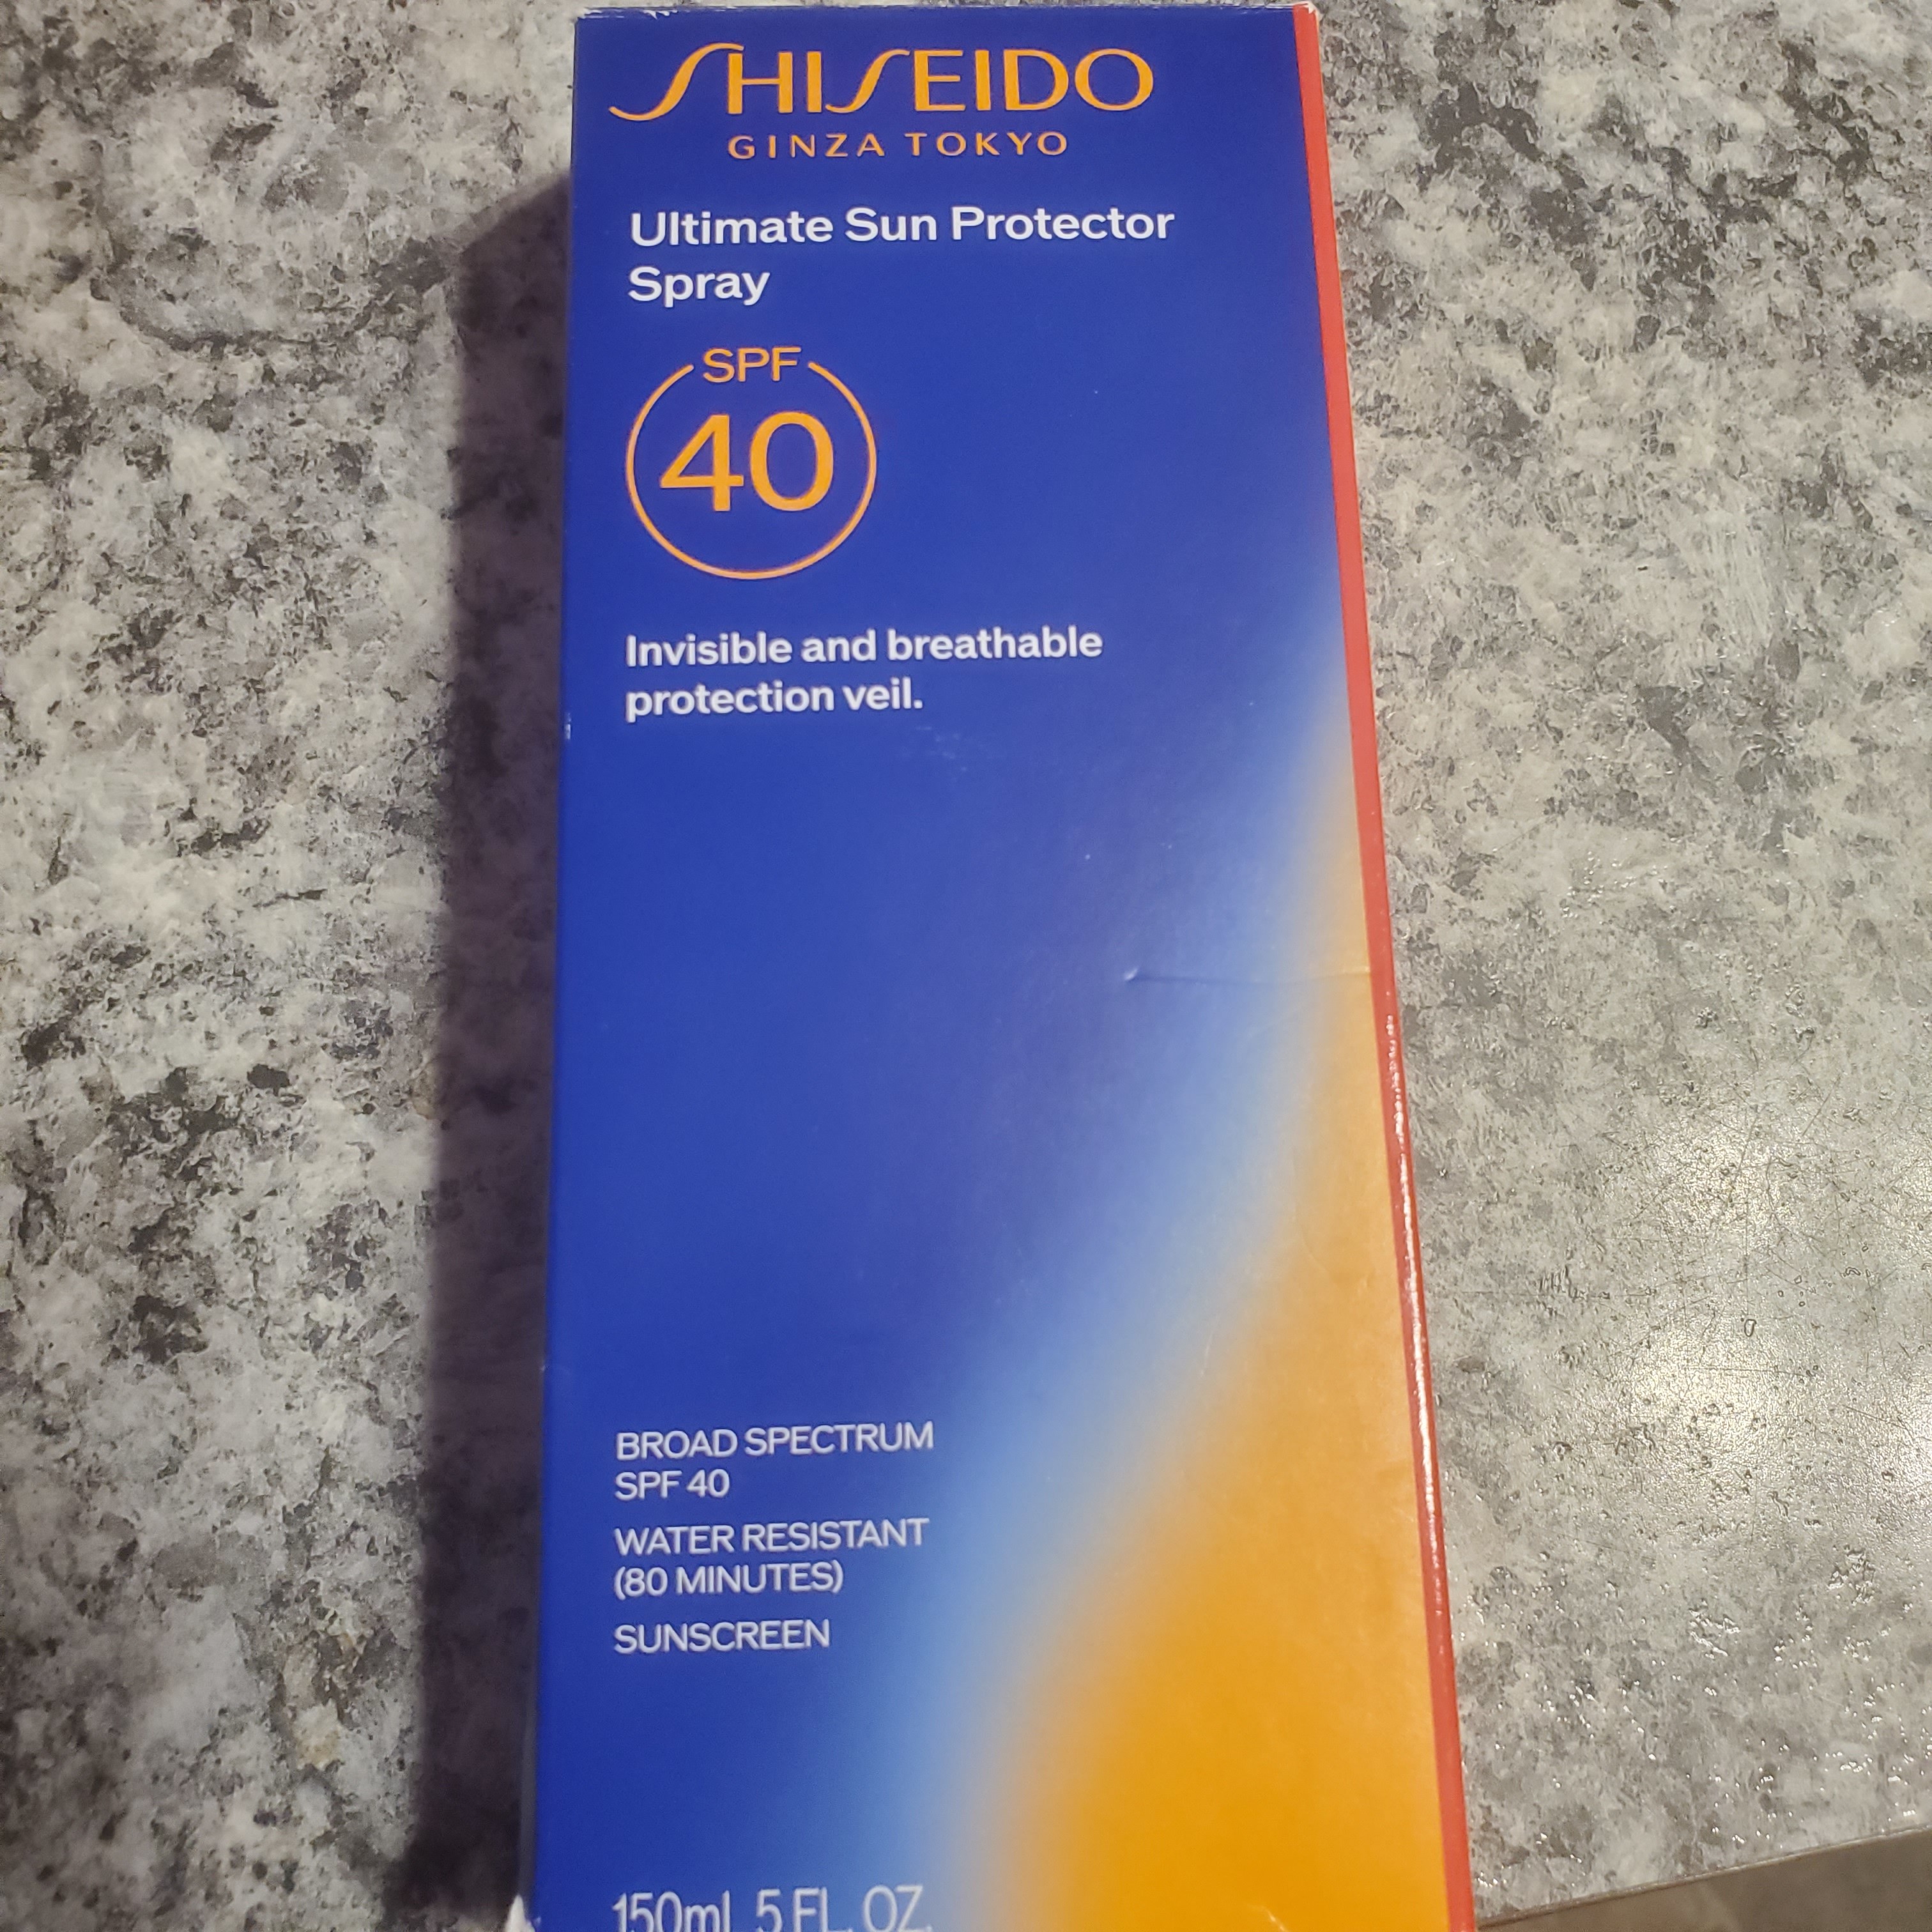 SHISEIDO
GINZA TOKYO
Ultimate Sun Protector
Spray
SPF
40
Invisible and breathable
protection veil.
BROAD SPECTRUM
SPF 40
WATER RESISTANT
(80 MINUTES)
SUNSCREEN
150mL 5 FL. OZ.